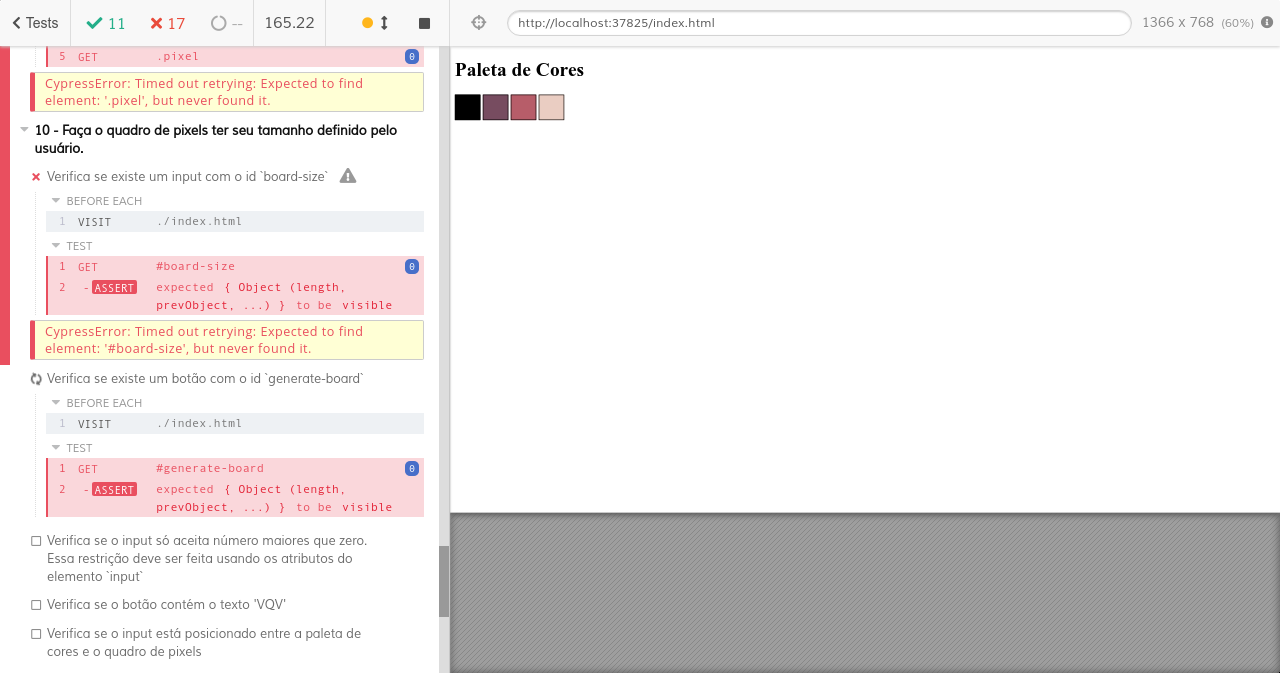 Tests 11 17 -- 165.22 http://localhost:37825/index.html 1366 x 768 (60%)
5 GET .pixel 0
CypressError: Timed out retrying: Expected to find
element: '.pixel', but never found it.
10 - Faça o quadro de pixels ter seu tamanho definido pelo
usuário.
Verifica se existe um input com o id `board-size`
BEFORE EACH
1 VISIT ./index.html
TEST
1 GET #board-size 0
2 -ASSERT expected { Object (length,
prevObject, ...) } to be visible
CypressError: Timed out retrying: Expected to find
element: '#board-size', but never found it.
Verifica se existe um botão com o id `generate-board`
BEFORE EACH
1 VISIT ./index.html
TEST
1 GET #generate-board 0
2 -ASSERT expected { Object (length,
prevObject, ...) } to be visible
Verifica se o input só aceita número maiores que zero.
Essa restrição deve ser feita usando os atributos do
elemento `input`
Verifica se o botão contém o texto 'VQV'
Verifica se o input está posicionado entre a paleta de
cores e o quadro de pixels
Paleta de Cores